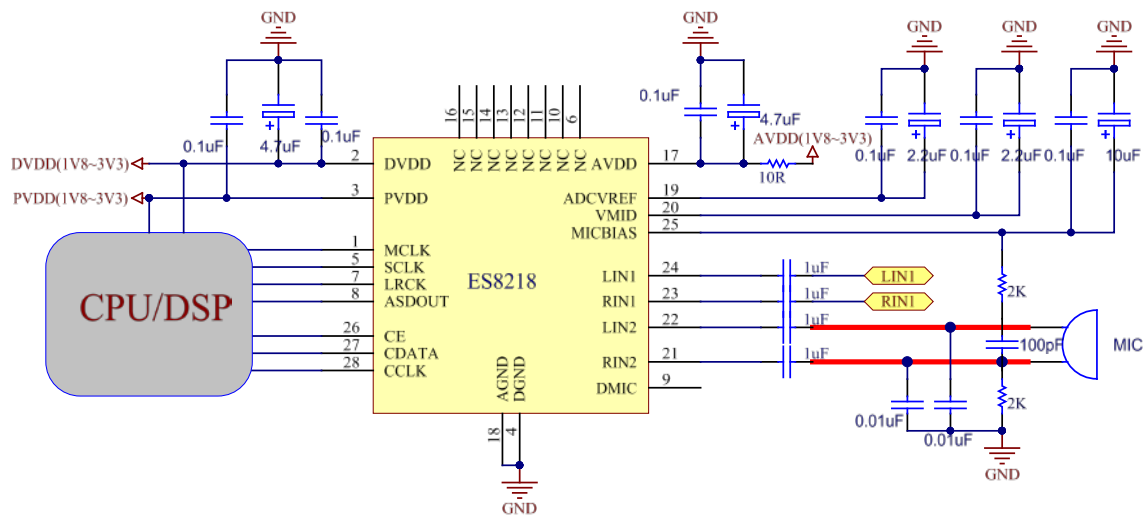 GND
GND
GND
GND
GND
0.1uF
4.7uF
0.1uF
16
15
14
13
12
11
10
6
NC
NC
NC
NC
NC
NC
NC
NC
0.1uF
4.7uF
AVDD(1V8~3V3)
10R
0.1uF
2.2uF
0.1uF
2.2uF
0.1uF
10uF
DVDD(1V8~3V3)
2
DVDD
AVDD
17
PVDD(1V8~3V3)
3
PVDD
ADCVREF
19
VMID
20
MICBIAS
25
1
MCLK
5
SCLK
7
LRCK
8
ASDOUT
26
CE
27
CDATA
28
CCLK
CPU/DSP
ES8218
LIN1
24
1uF
LIN1
RIN1
23
1uF
RIN1
LIN2
22
1uF
RIN2
21
1uF
DMIC
9
2K
100pF
MIC
2K
0.01uF
0.01uF
GND
AGND
DGND
18
4
GND